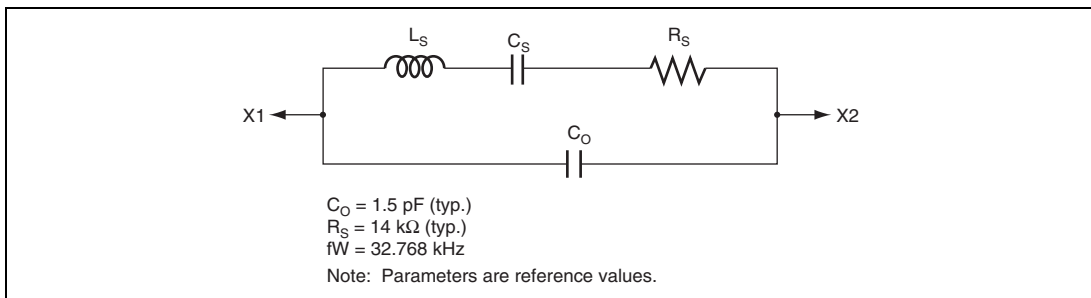 L_S C_S R_S
X1 X2
C_O
C_O = 1.5 pF (typ.)
R_S = 14 kΩ (typ.)
fW = 32.768 kHz
Note: Parameters are reference values.